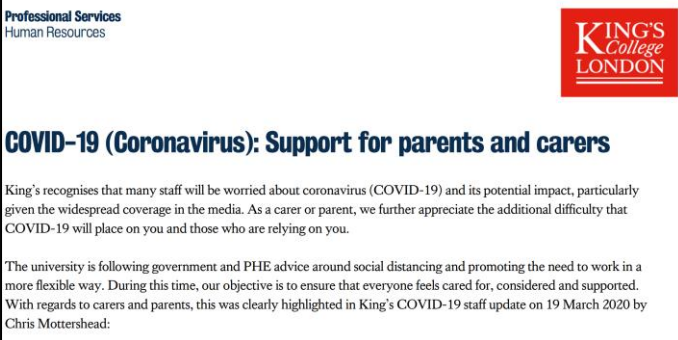 Professional Services
Human Resources
KING'S
College
LONDON
COVID-19 (Coronavirus): Support for parents and carers
King's recognises that many staff will be worried about coronavirus (COVID-19) and its potential impact, particularly
given the widespread coverage in the media. As a carer or parent, we further appreciate the additional difficulty that
COVID-19 will place on you and those who are relying on you.
The university is following government and PHE advice around social distancing and promoting the need to work in a
more flexible way. During this time, our objective is to ensure that everyone feels cared for, considered and supported.
With regards to carers and parents, this was clearly highlighted in King's COVID-19 staff update on 19 March 2020 by
Chris Mottershead: